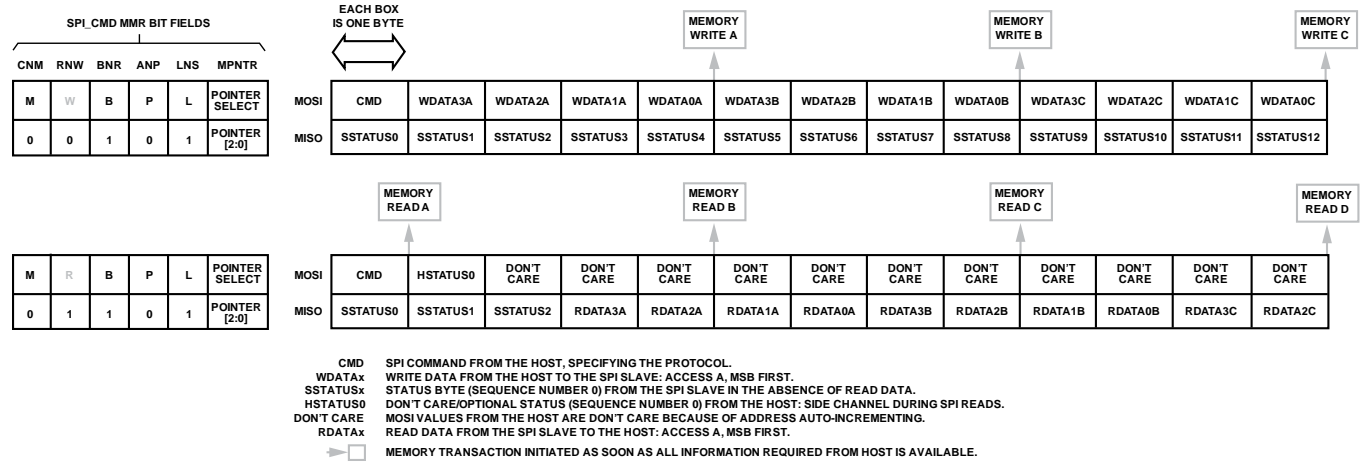 SPI_CMD MMR BIT FIELDS
EACH BOX
IS ONE BYTE
MEMORY
WRITE A
MEMORY
WRITE B
MEMORY
WRITE C
CNM RNW BNR ANP LNS MPNTR
M W B P L POINTER
SELECT
MOSI CMD WDATA3A WDATA2A WDATA1A WDATA0A WDATA3B WDATA2B WDATA1B WDATA0B WDATA3C WDATA2C WDATA1C WDATA0C
0 0 1 0 1 POINTER
[2:0]
MISO SSTATUS0 SSTATUS1 SSTATUS2 SSTATUS3 SSTATUS4 SSTATUS5 SSTATUS6 SSTATUS7 SSTATUS8 SSTATUS9 SSTATUS10 SSTATUS11 SSTATUS12
MEMORY
READ A
MEMORY
READ B
MEMORY
READ C
MEMORY
READ D
M R B P L POINTER
SELECT
MOSI CMD HSTATUS0 DON'T
CARE DON'T
CARE DON'T
CARE DON'T
CARE DON'T
CARE DON'T
CARE DON'T
CARE DON'T
CARE DON'T
CARE DON'T
CARE DON'T
CARE
0 1 1 0 1 POINTER
[2:0]
MISO SSTATUS0 SSTATUS1 SSTATUS2 RDATA3A RDATA2A RDATA1A RDATA0A RDATA3B RDATA2B RDATA1B RDATA0B RDATA3C RDATA2C
CMD SPI COMMAND FROM THE HOST, SPECIFYING THE PROTOCOL.
WDATAx WRITE DATA FROM THE HOST TO THE SPI SLAVE: ACCESS A, MSB FIRST.
SSTATUSx STATUS BYTE (SEQUENCE NUMBER 0) FROM THE SPI SLAVE IN THE ABSENCE OF READ DATA.
HSTATUS0 DON'T CARE/OPTIONAL STATUS (SEQUENCE NUMBER 0) FROM THE HOST: SIDE CHANNEL DURING SPI READS.
DON'T CARE MOSI VALUES FROM THE HOST ARE DON'T CARE BECAUSE OF ADDRESS AUTO-INCREMENTING.
RDATAx READ DATA FROM THE SPI SLAVE TO THE HOST: ACCESS A, MSB FIRST.
MEMORY TRANSACTION INITIATED AS SOON AS ALL INFORMATION REQUIRED FROM HOST IS AVAILABLE.